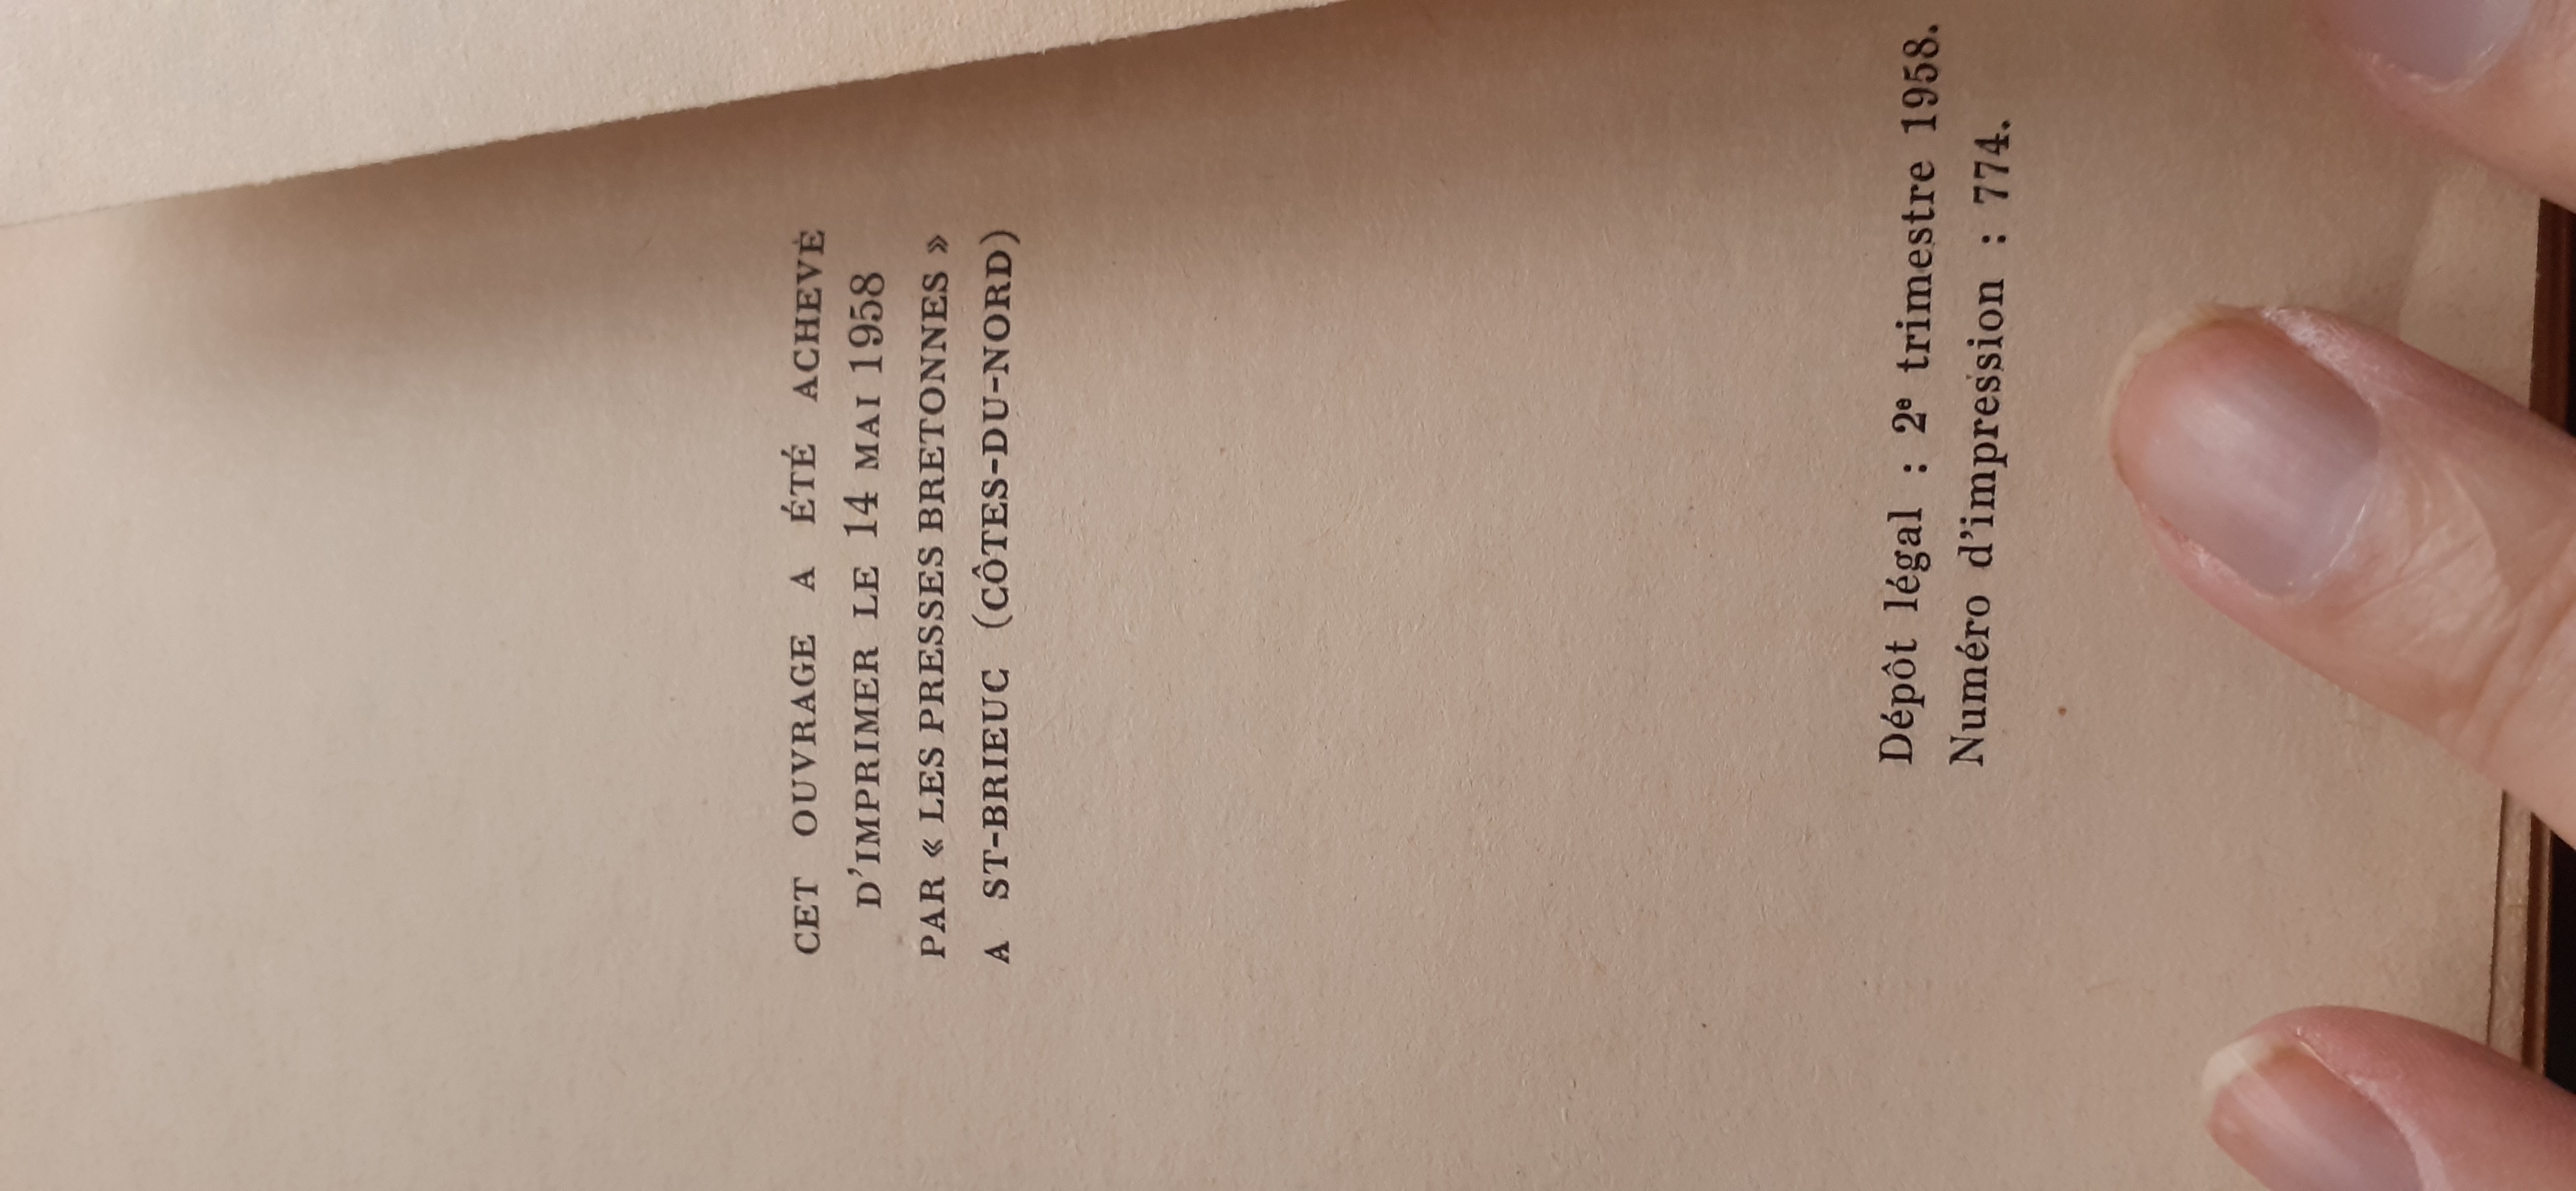 CET OUVRAGE A ÉTÉ ACHEVÉ
D'IMPRIMER LE 14 MAI 1958
PAR « LES PRESSES BRETONNES »
A ST-BRIEUC (CÔTES-DU-NORD)
Dépôt légal : 2e trimestre 1958.
Numéro d'impression : 774.